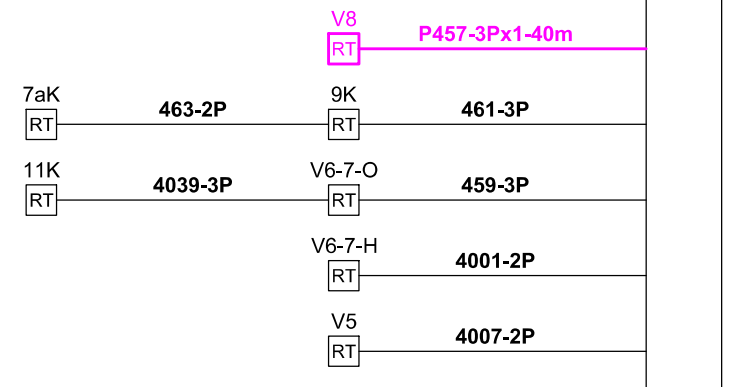 V8
RT P457-3Px1-40m
7aK 9K
RT 463-2P RT 461-3P
11K V6-7-O
RT 4039-3P RT 459-3P
V6-7-H
RT 4001-2P
V5
RT 4007-2P